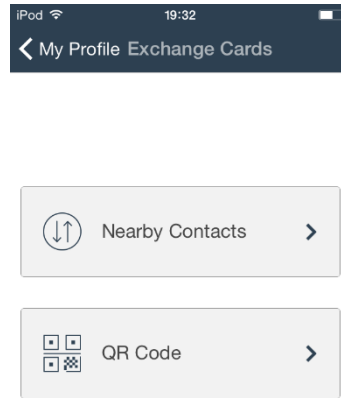 iPod 19:32
My Profile Exchange Cards
Nearby Contacts
QR Code